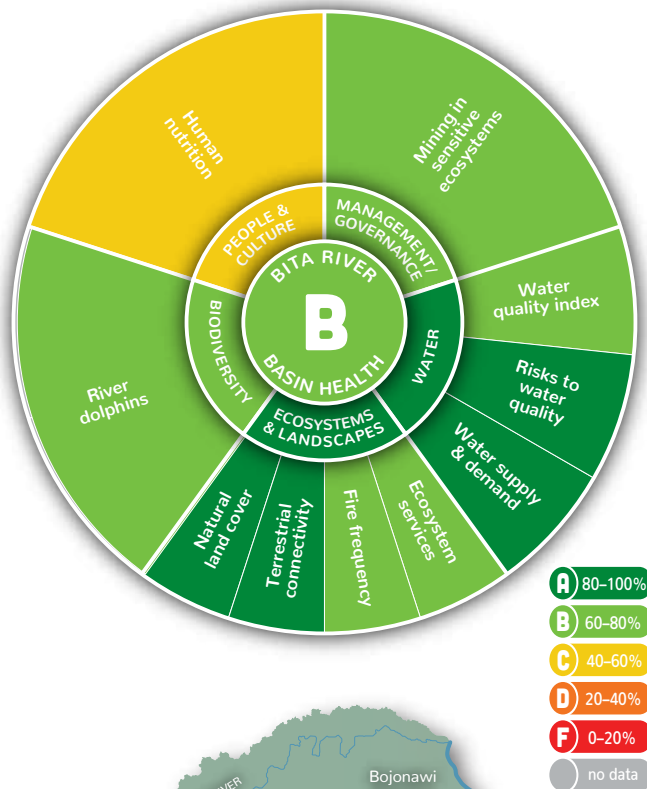 Human
nutrition
Mining in
sensitive
ecosystems
PEOPLE &
CULTURE
MANAGEMENT/
GOVERNANCE
BITA RIVER
B
BASIN HEALTH
BIODIVERSITY
WATER
ECOSYSTEMS
& LANDSCAPES
Water
quality index
Risks to
water
quality
Water supply
& demand
River
dolphins
Natural
land cover
Terrestrial
connectivity
Fire frequency
Ecosystem
services
A 80–100%
B 60–80%
C 40–60%
D 20–40%
F 0–20%
no data
Bojonawi